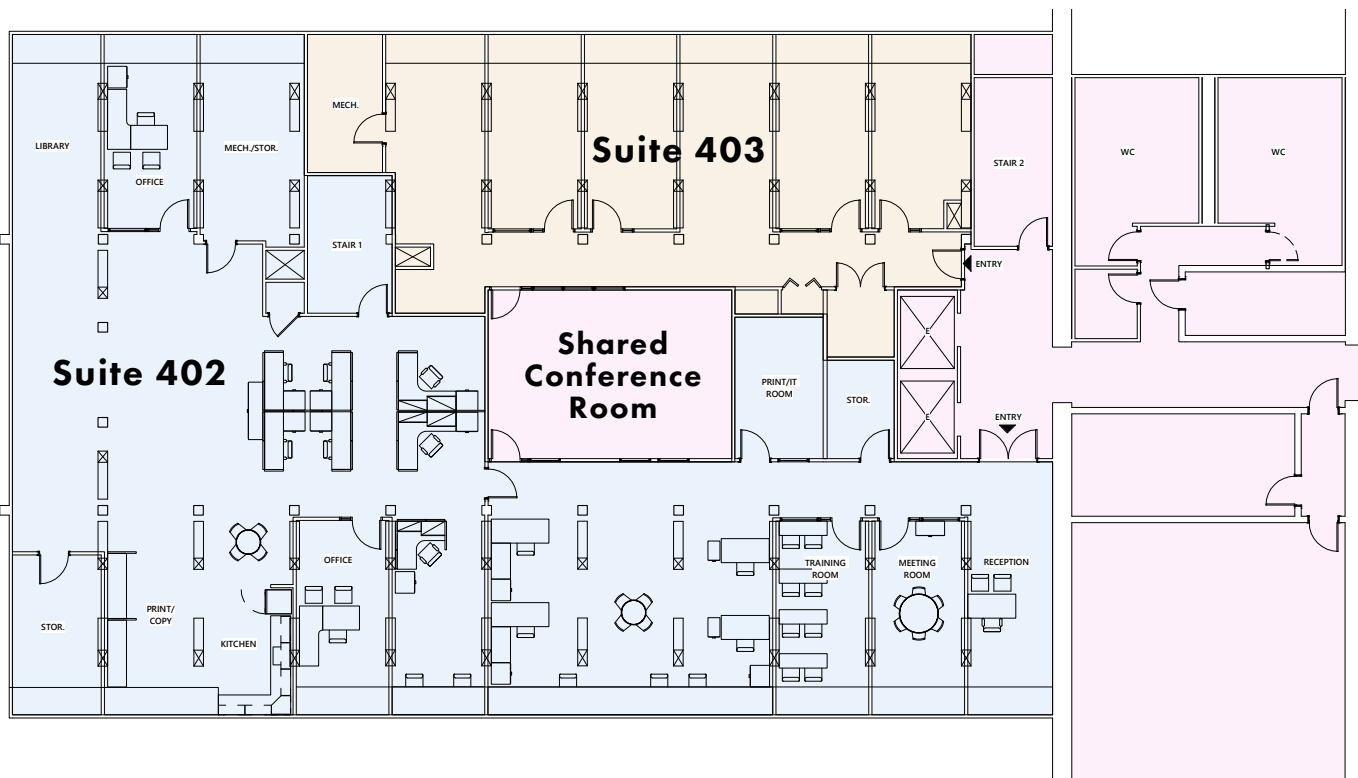 MECH.
LIBRARY
MECH./STOR.
Suite 403
WC
WC
STAIR 2
OFFICE
STAIR 1
ENTRY
E
Shared
Conference
Room
Suite 402
PRINT/IT
ROOM
STOR.
E
ENTRY
OFFICE
TRAINING
ROOM
MEETING
ROOM
RECEPTION
PRINT/
COPY
STOR.
KITCHEN